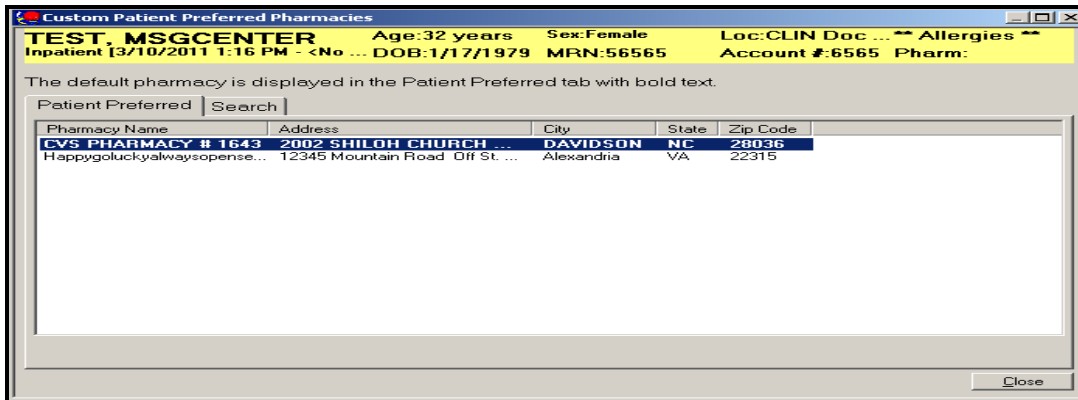 Custom Patient Preferred Pharmacies
TEST, MSGCENTER Age:32 years Sex:Female Loc:CLIN Doc ...** Allergies **
Inpatient [3/10/2011 1:16 PM - <No ... DOB:1/17/1979 MRN:56565 Account #:6565 Pharm:
The default pharmacy is displayed in the Patient Preferred tab with bold text.
Patient Preferred Search
Pharmacy Name Address City State Zip Code
CVS PHARMACY # 1643 2002 SHILOH CHURCH ... DAVIDSON NC 28036
Happygoluckyalwaysopense... 12345 Mountain Road Off St. ... Alexandria VA 22315
Close